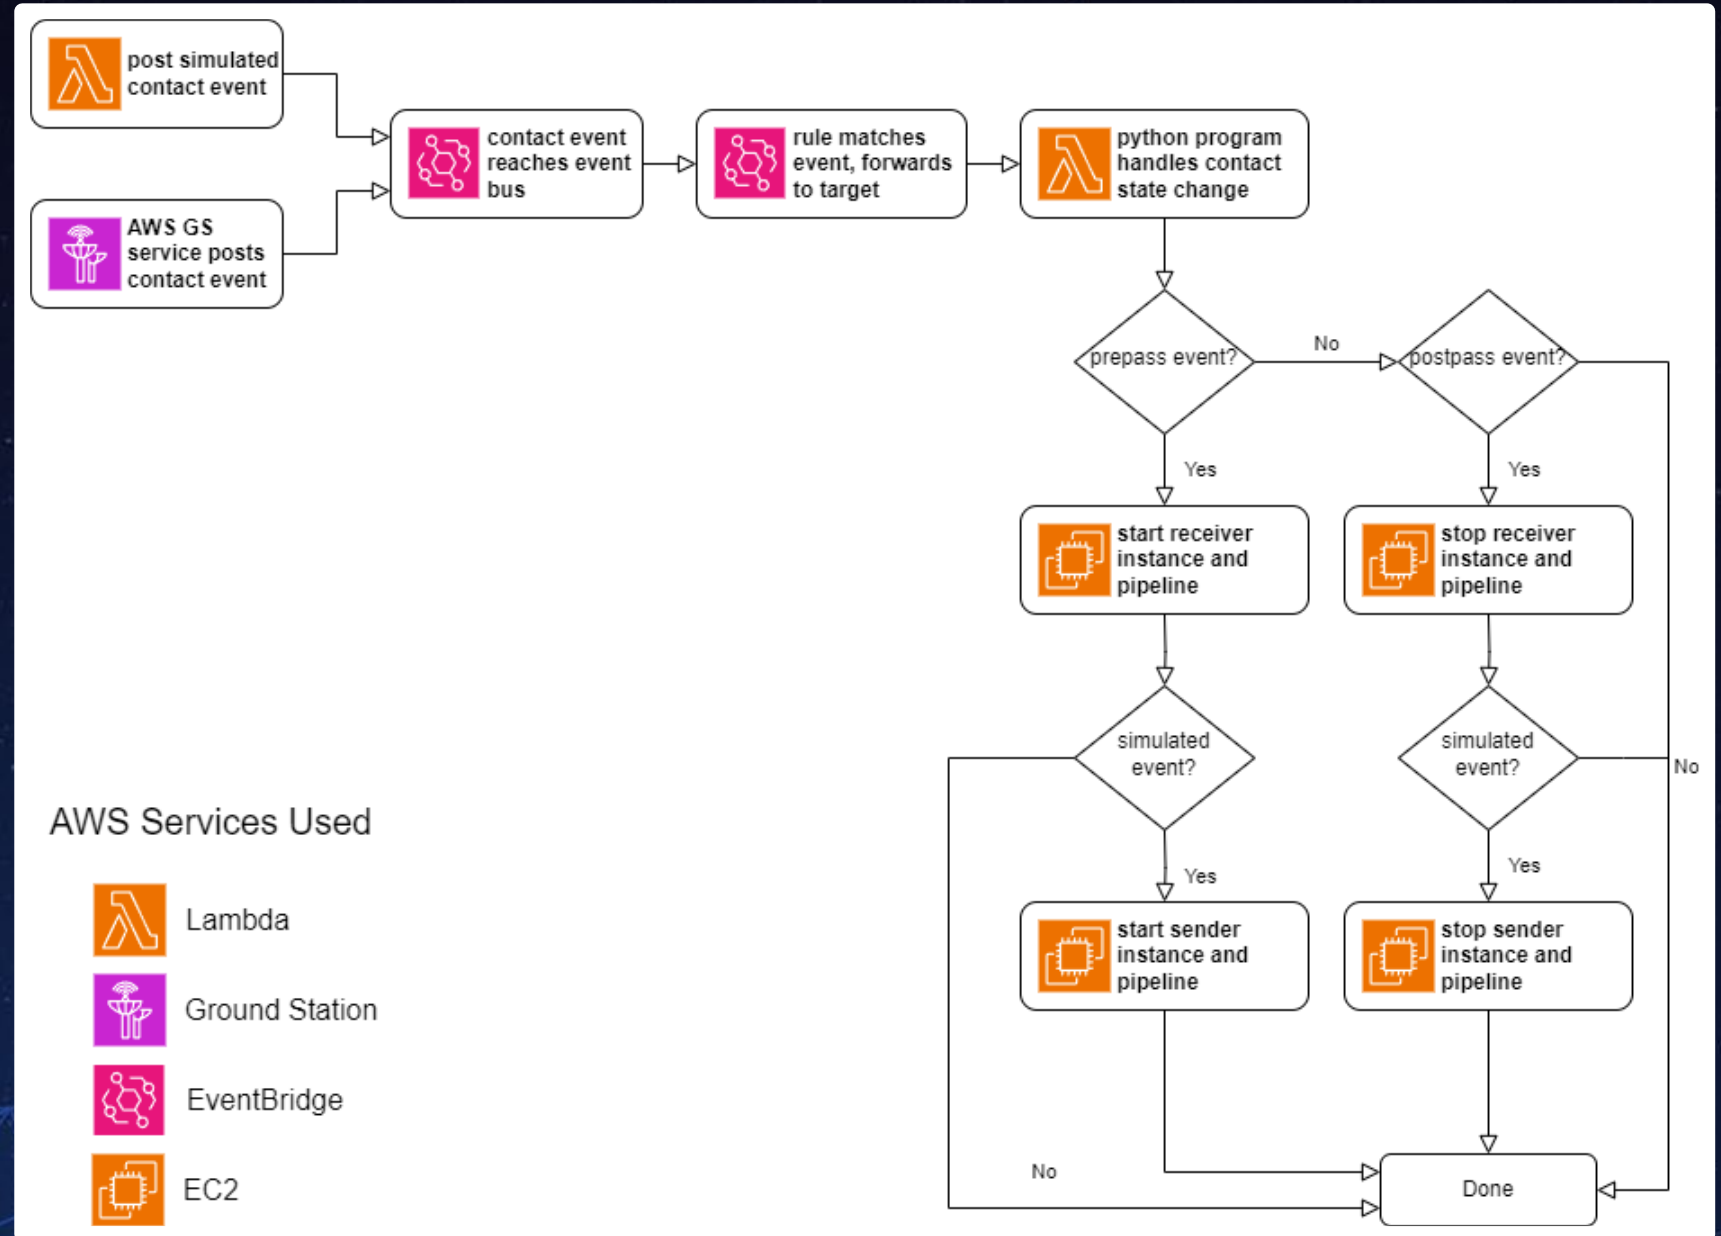 post simulated
contact event
AWS GS
service posts
contact event
contact event
reaches event
bus
rule matches
event, forwards
to target
python program
handles contact
state change
prepass event?
No
postpass event?
Yes
Yes
start receiver
instance and
pipeline
stop receiver
instance and
pipeline
simulated
event?
simulated
event?
No
Yes
Yes
start sender
instance and
pipeline
stop sender
instance and
pipeline
No
Done
AWS Services Used
Lambda
Ground Station
EventBridge
EC2